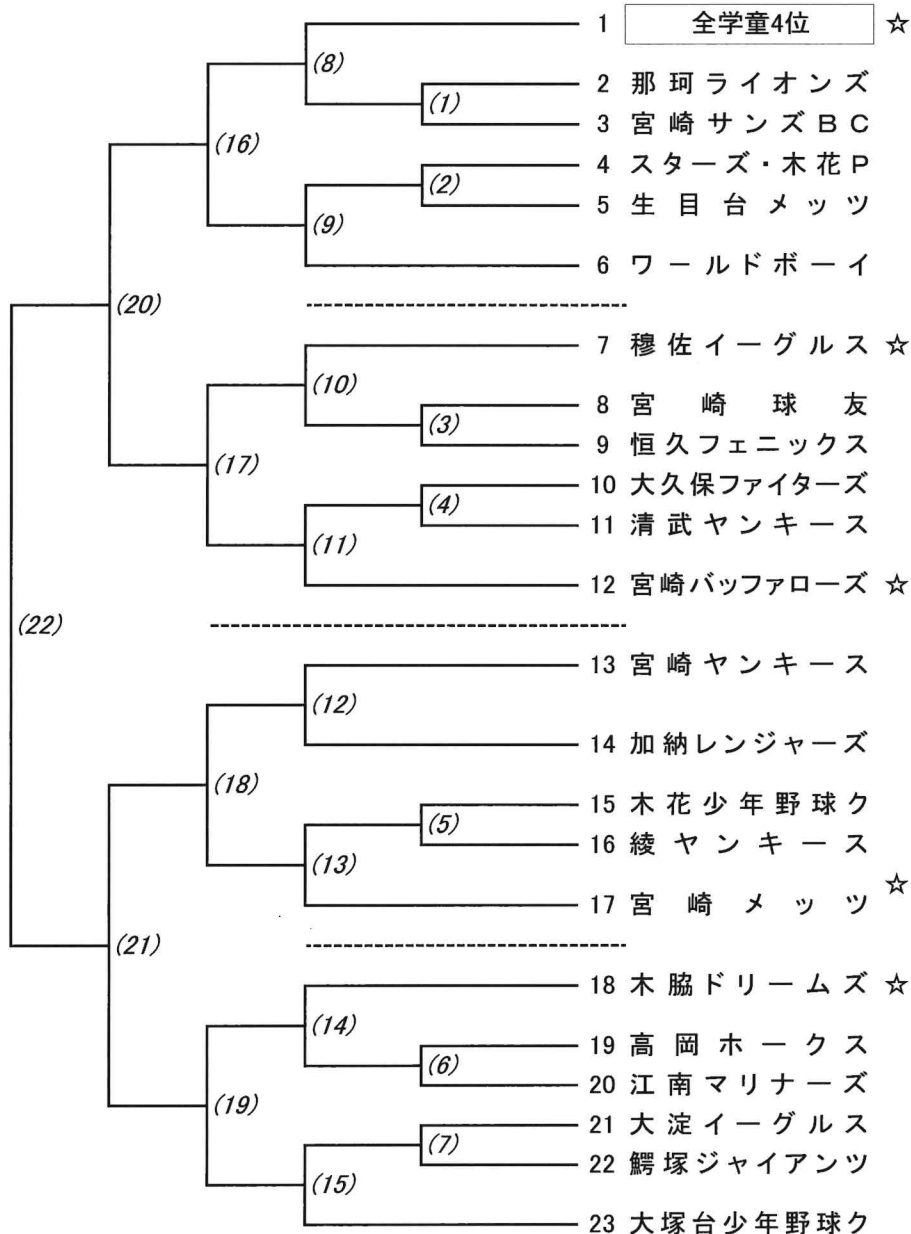 1 全学童4位 ☆
(8)
2 那珂ライオンズ
(1)
3 宮崎サンズBC
(16)
4 スターズ・木花P
(2)
5 生目台メッツ
(9)
6 ワールドボーイ
(20)
7 穆佐イーグルス ☆
(10)
8 宮崎球友
(3)
9 恒久フェニックス
(17)
10 大久保ファイターズ
(4)
11 清武ヤンキース
(11)
12 宮崎バッファローズ ☆
(22)
13 宮崎ヤンキース
(12)
14 加納レンジャーズ
(18)
15 木花少年野球ク
(5)
16 綾ヤンキース
(13)
17 宮崎メッツ ☆
(21)
18 木脇ドリームズ ☆
(14)
19 高岡ホークス
(6)
20 江南マリナーズ
(19)
21 大淀イーグルス
(7)
22 鰐塚ジャイアンツ
(15)
23 大塚台少年野球ク